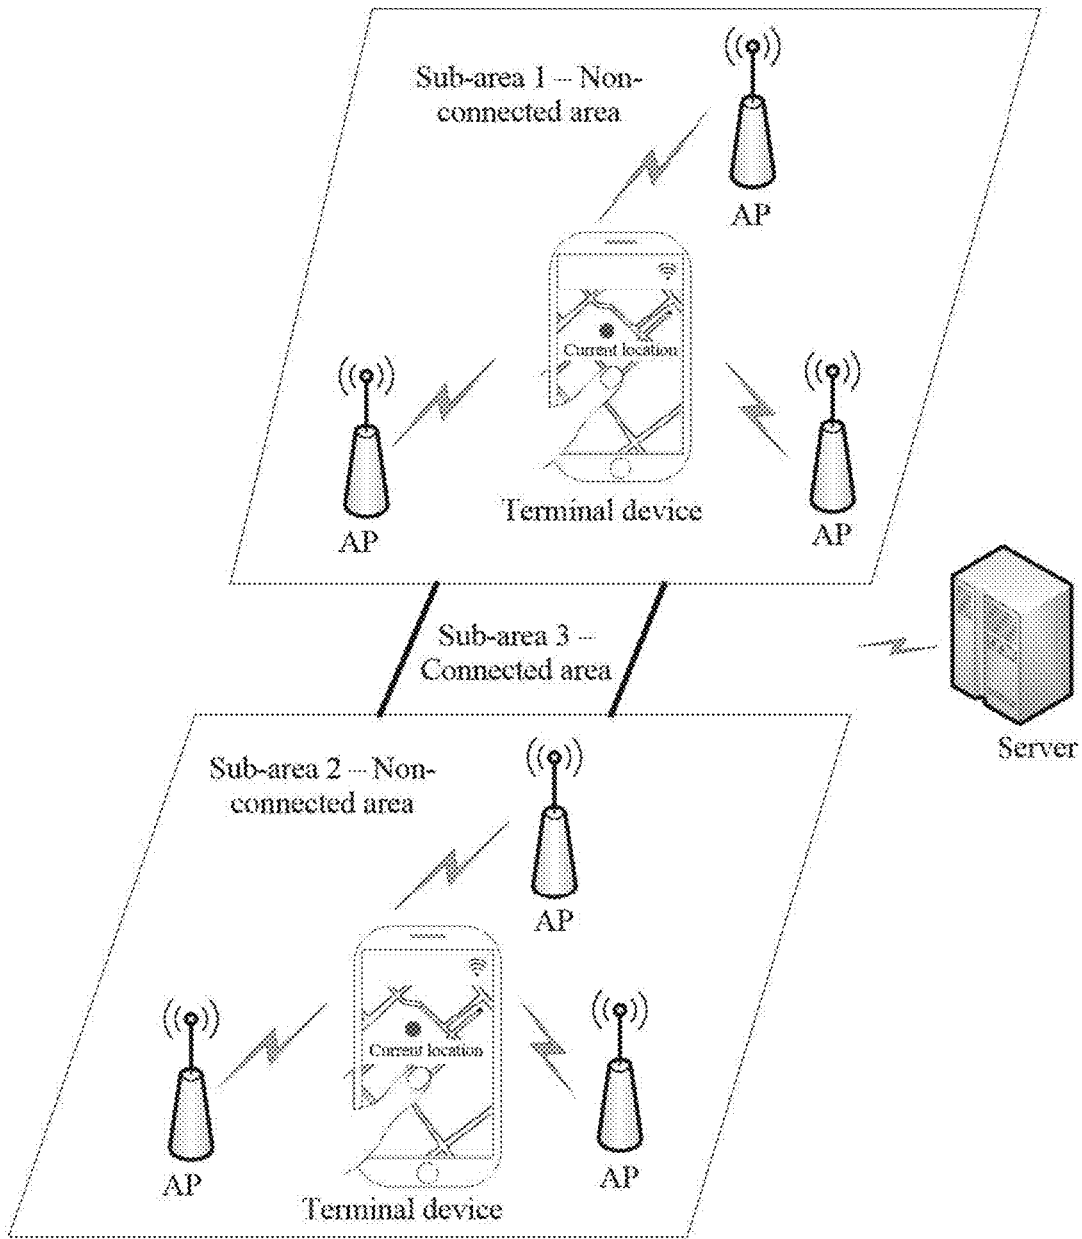 Sub-area 1 – Non-
connected area
AP
Current location
AP
Terminal device
AP
Sub-area 3 –
Connected area
Server
Sub-area 2 – Non-
connected area
AP
Current location
AP
AP
Terminal device